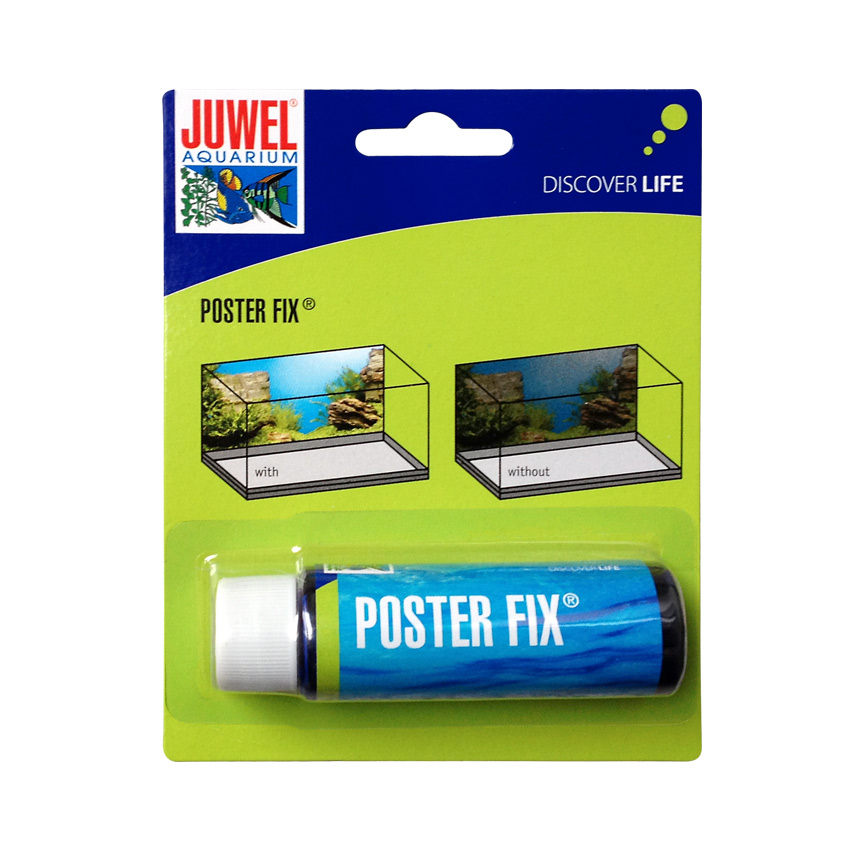 JUWEL®
AQUARIUM
DISCOVER LIFE
POSTER FIX®
with
without
DISCOVER LIFE
POSTER FIX®